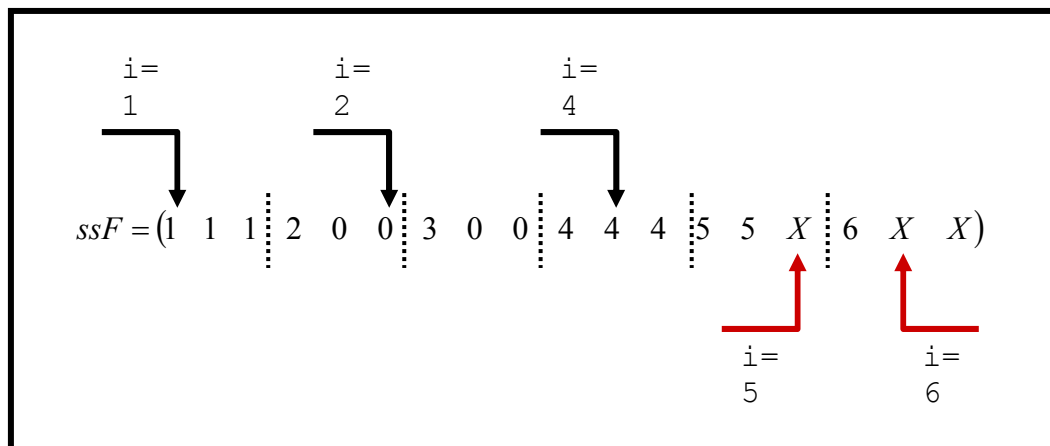 i= i= i=
1 2 4
ssF = (1 1 1 2 0 0 3 0 0 4 4 4 5 5 X 6 X X)
i= i=
5 6